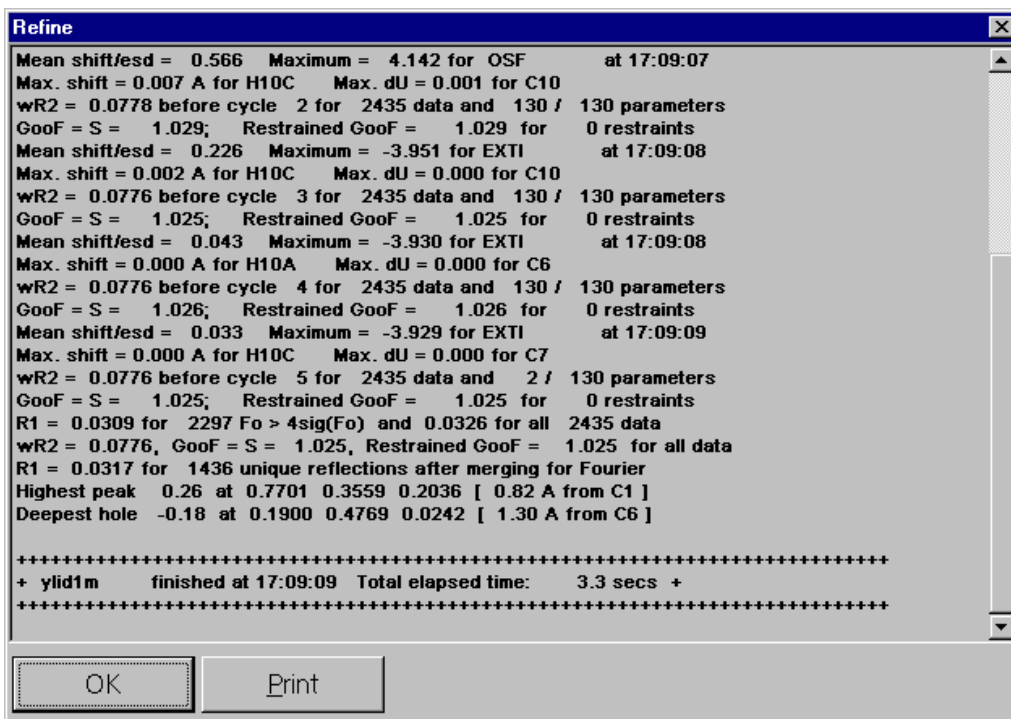 Refine
Mean shift/esd = 0.566 Maximum = 4.142 for OSF at 17:09:07
Max. shift = 0.007 A for H10C Max. dU = 0.001 for C10
wR2 = 0.0778 before cycle 2 for 2435 data and 130 / 130 parameters
GooF = S = 1.029; Restrained GooF = 1.029 for 0 restraints
Mean shift/esd = 0.226 Maximum = -3.951 for EXTI at 17:09:08
Max. shift = 0.002 A for H10C Max. dU = 0.000 for C10
wR2 = 0.0776 before cycle 3 for 2435 data and 130 / 130 parameters
GooF = S = 1.025; Restrained GooF = 1.025 for 0 restraints
Mean shift/esd = 0.043 Maximum = -3.930 for EXTI at 17:09:08
Max. shift = 0.000 A for H10A Max. dU = 0.000 for C6
wR2 = 0.0776 before cycle 4 for 2435 data and 130 / 130 parameters
GooF = S = 1.026; Restrained GooF = 1.026 for 0 restraints
Mean shift/esd = 0.033 Maximum = -3.929 for EXTI at 17:09:09
Max. shift = 0.000 A for H10C Max. dU = 0.000 for C7
wR2 = 0.0776 before cycle 5 for 2435 data and 2 / 130 parameters
GooF = S = 1.025; Restrained GooF = 1.025 for 0 restraints
R1 = 0.0309 for 2297 Fo > 4sig(Fo) and 0.0326 for all 2435 data
wR2 = 0.0776, GooF = S = 1.025, Restrained GooF = 1.025 for all data
R1 = 0.0317 for 1436 unique reflections after merging for Fourier
Highest peak 0.26 at 0.7701 0.3559 0.2036 [ 0.82 A from C1 ]
Deepest hole -0.18 at 0.1900 0.4769 0.0242 [ 1.30 A from C6 ]
++++++++++++++++++++++++++++++++++++++++++++++++++++++++++++++++++++++++++++
+ ylid1m finished at 17:09:09 Total elapsed time: 3.3 secs +
++++++++++++++++++++++++++++++++++++++++++++++++++++++++++++++++++++++++++++
OK
Print